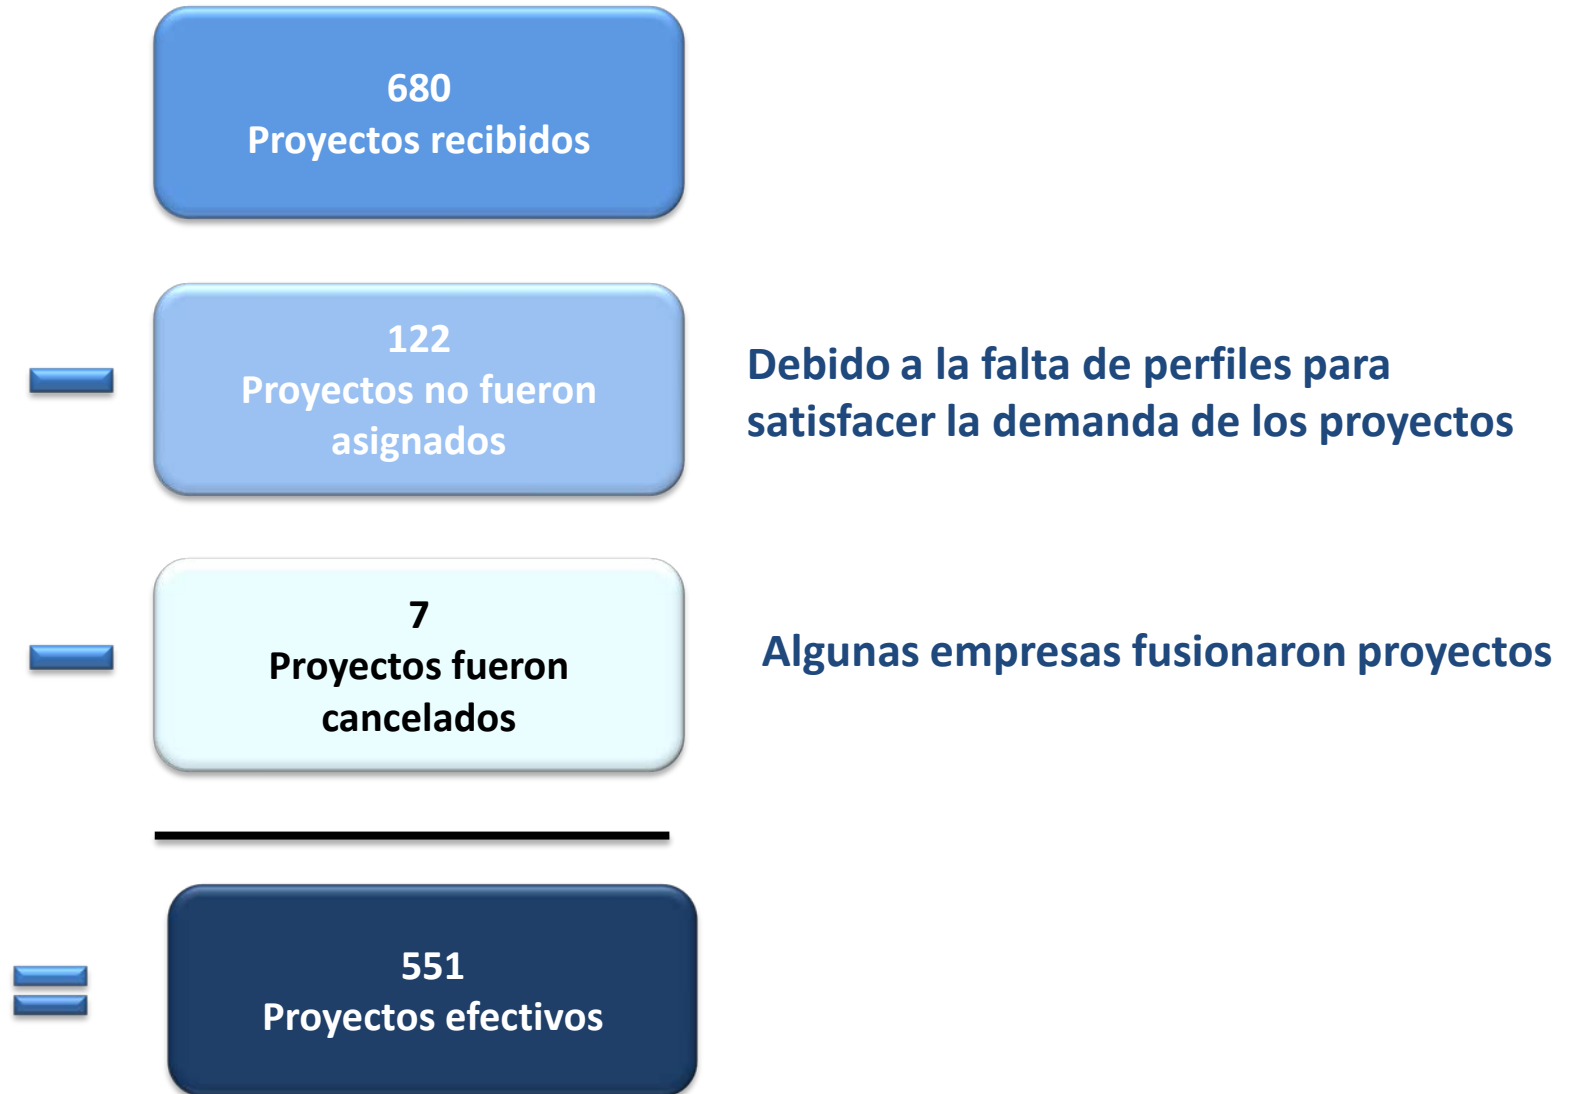 680
Proyectos recibidos
122
Proyectos no fueron
asignados
Debido a la falta de perfiles para
satisfacer la demanda de los proyectos
7
Proyectos fueron
cancelados
Algunas empresas fusionaron proyectos
551
Proyectos efectivos